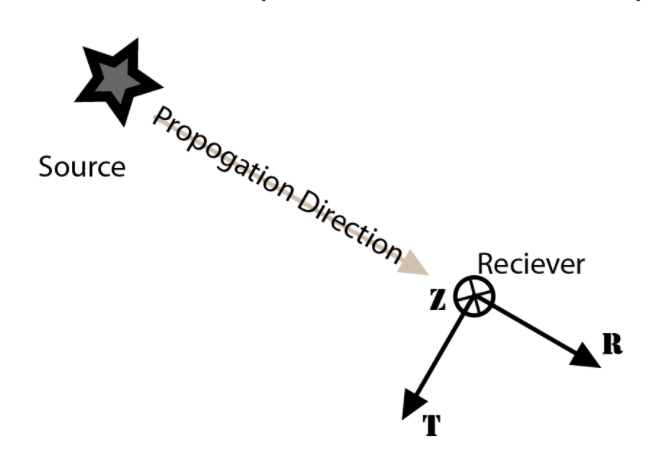 Source
Propogation Direction
Reciever
Z
R
T